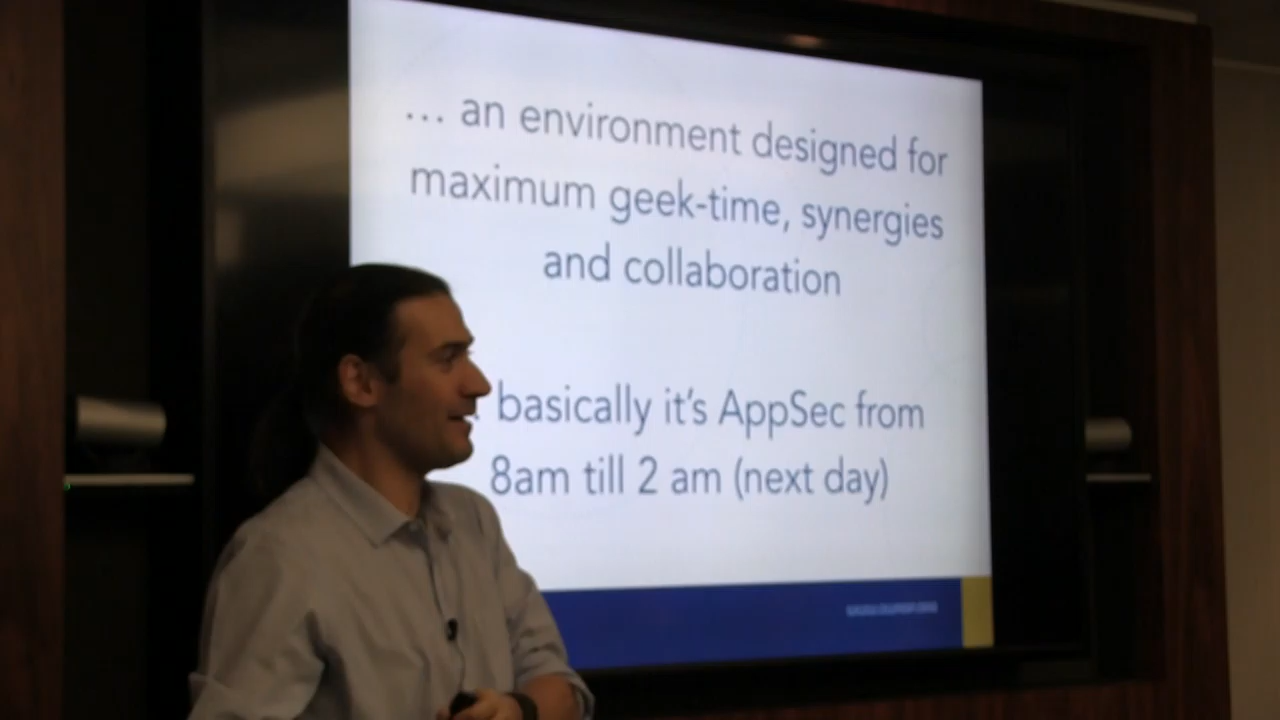 ... an environment designed for
maximum geek-time, synergies
and collaboration
basically it's AppSec from
8am till 2 am (next day)